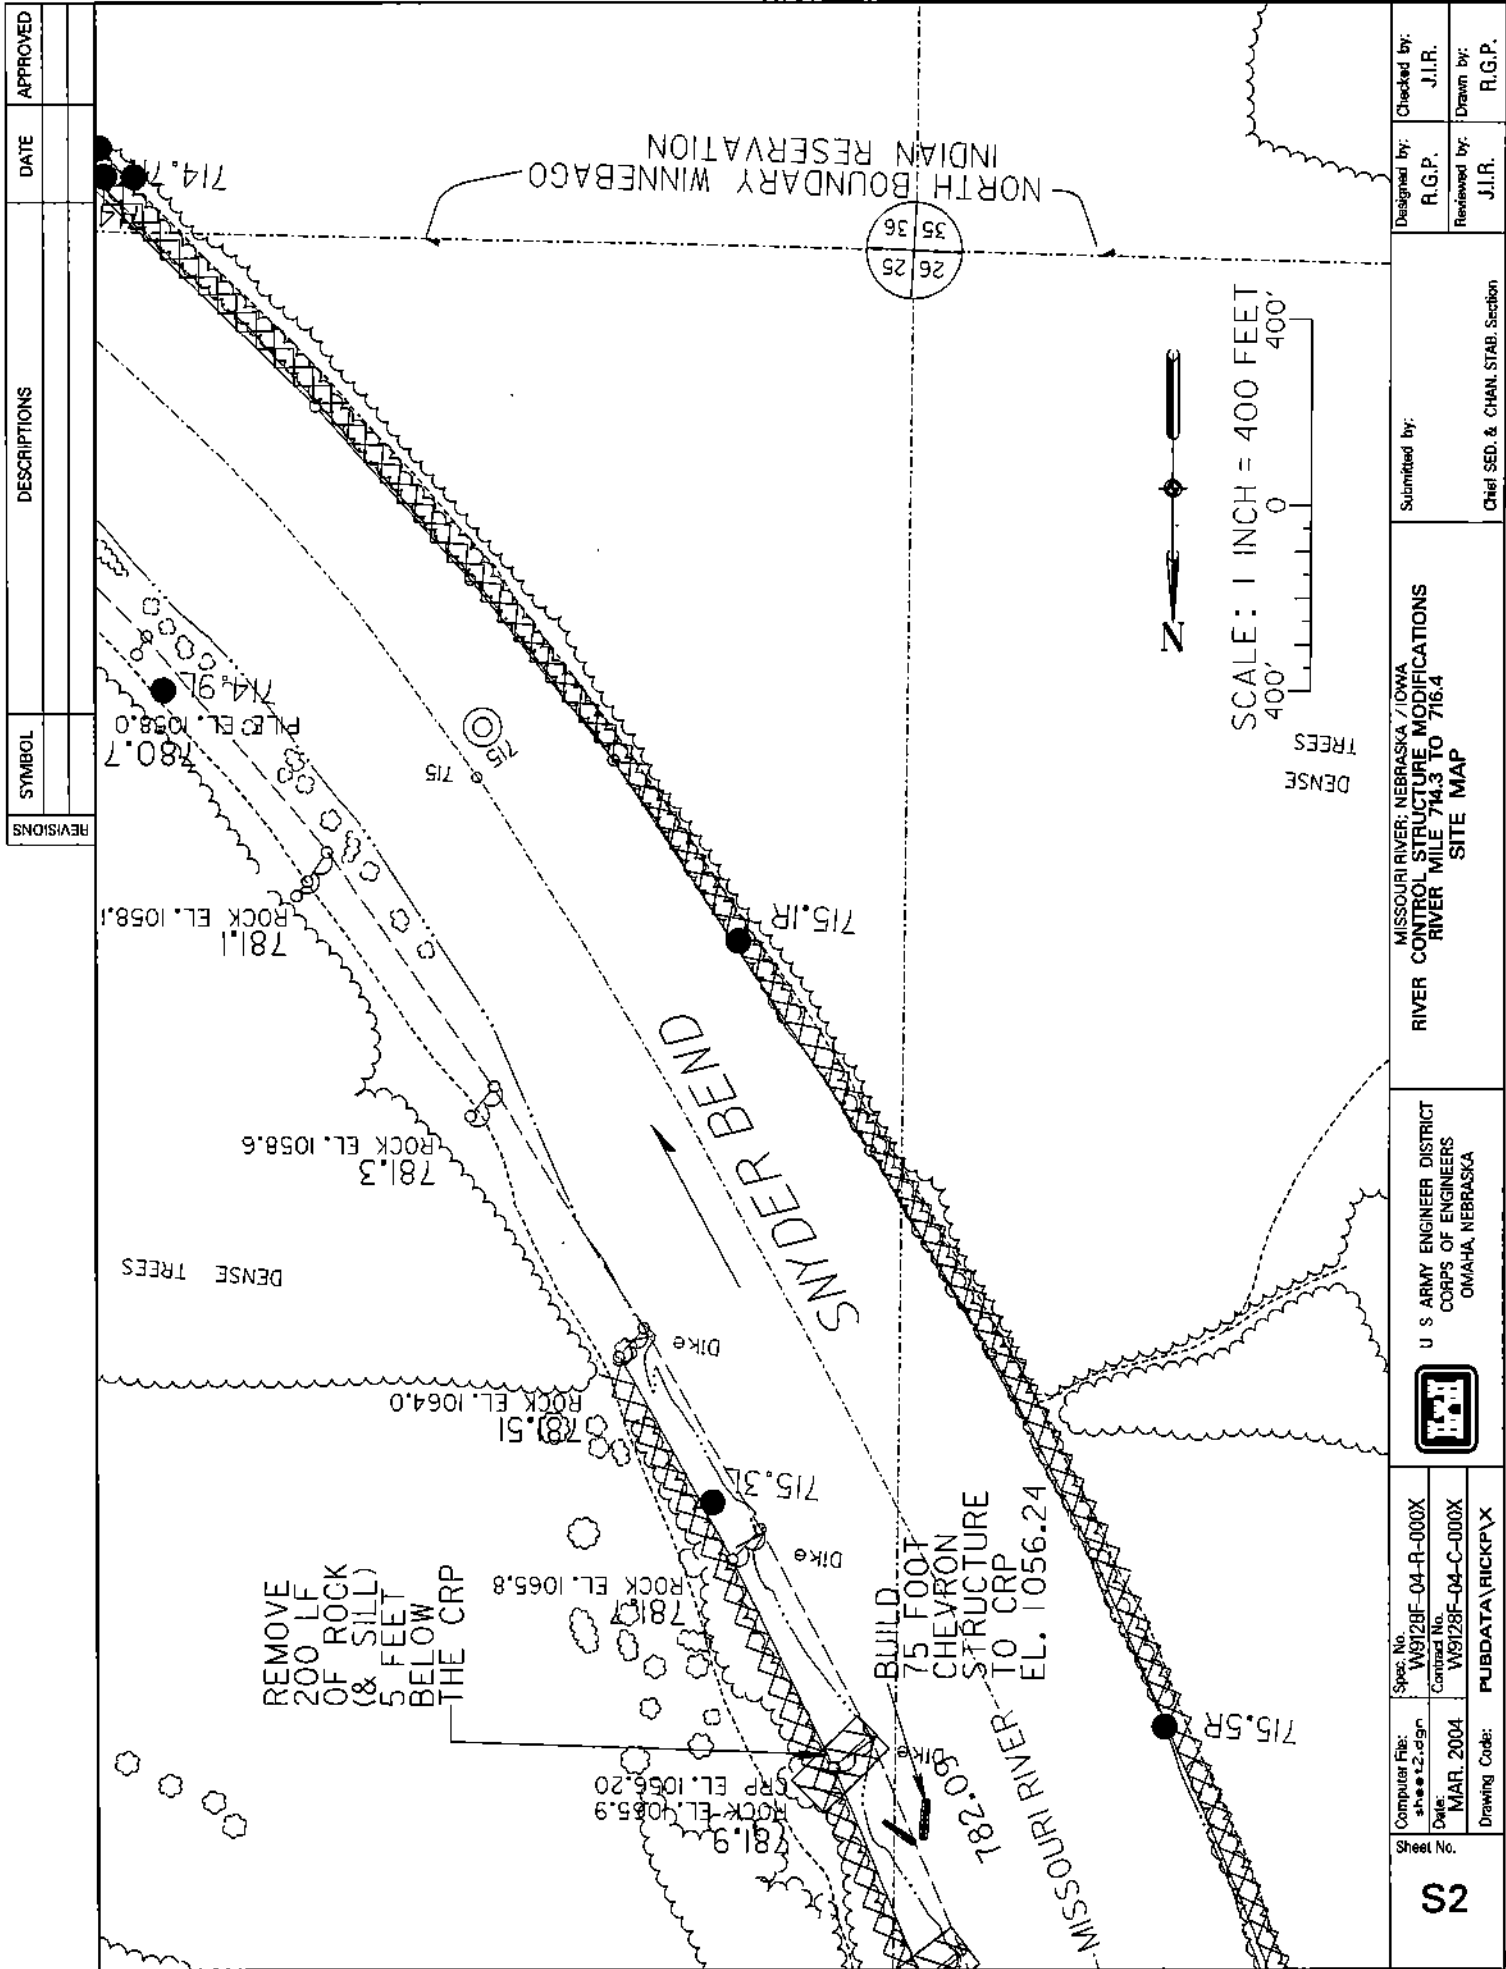 REVISIONS
SYMBOL
DESCRIPTIONS
DATE
APPROVED
714.9L
PILE EL. 1058.0
780.7
715
715
ROCK EL. 1058.1
781.1
ROCK EL. 1058.6
781.3
DENSE TREES
ROCK EL. 1064.0
781.51
Dike
715.3L
Dike
ROCK EL. 1065.8
781.7
REMOVE
200 LF
OF ROCK
(& SILL)
5 FEET
BELOW
THE CRP
CRP EL. 1056.20
ROCK EL. 1065.9
781.9
Dike
BUILD
75 FOOT
CHEVRON
STRUCTURE
TO CRP
EL. 1056.24
782.09
MISSOURI RIVER
SNYDER BEND
715.1R
715.5R
NORTH BOUNDARY WINNEBAGO
INDIAN RESERVATION
35 36
26 25
N
SCALE: 1 INCH = 400 FEET
400' 0 400'
DENSE
TREES
Computer File:
sheet2.dgn
Date:
MAR. 2004
Spec. No.
W9128F-04-R-000X
Contract No.
W9128F-04-C-000X
Drawing Code:
PUBDATA\RICKP\X
Sheet No.
S2
U S ARMY ENGINEER DISTRICT
CORPS OF ENGINEERS
OMAHA, NEBRASKA
MISSOURI RIVER: NEBRASKA / IOWA
RIVER CONTROL STRUCTURE MODIFICATIONS
RIVER MILE 714.3 TO 716.4
SITE MAP
Submitted by:
Chief SED. & CHAN. STAB. Section
Designed by:
R.G.P.
Checked by:
J.I.R.
Reviewed by:
J.I.R.
Drawn by:
R.G.P.